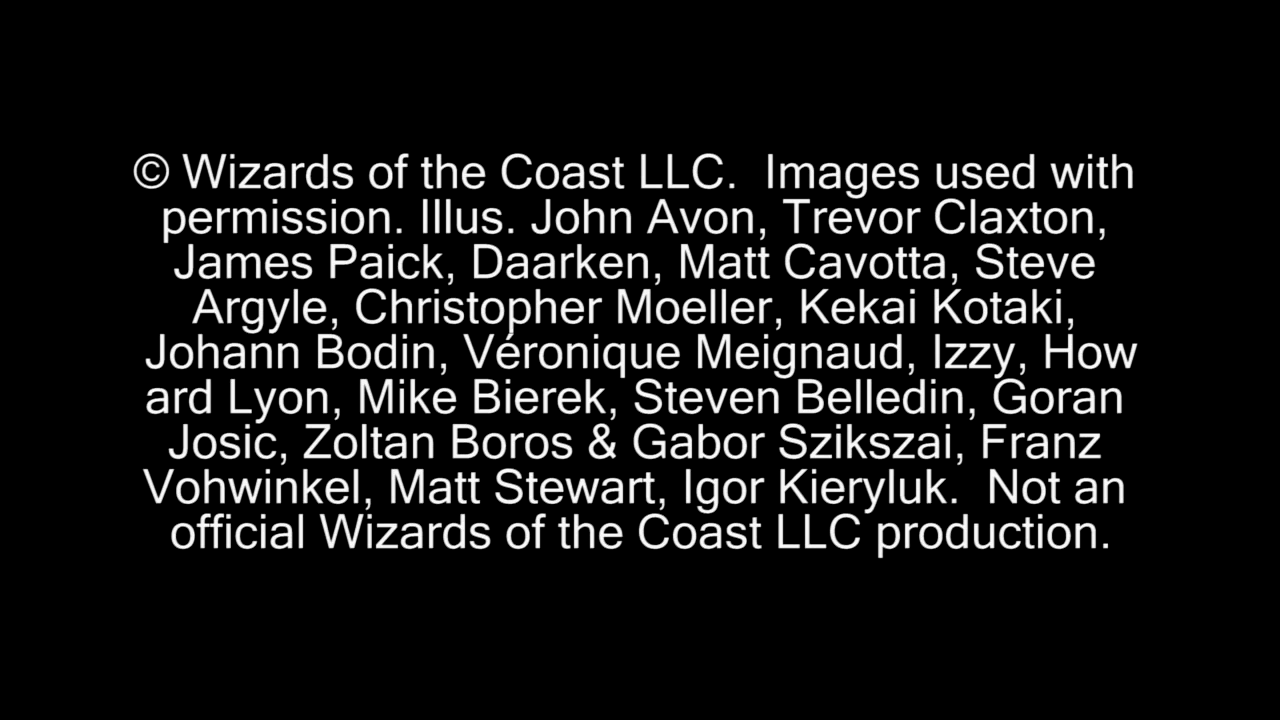 © Wizards of the Coast LLC.  Images used with
permission. Illus. John Avon, Trevor Claxton,
James Paick, Daarken, Matt Cavotta, Steve
Argyle, Christopher Moeller, Kekai Kotaki,
Johann Bodin, Véronique Meignaud, Izzy, How
ard Lyon, Mike Bierek, Steven Belledin, Goran
Josic, Zoltan Boros & Gabor Szikszai, Franz
Vohwinkel, Matt Stewart, Igor Kieryluk.  Not an
official Wizards of the Coast LLC production.